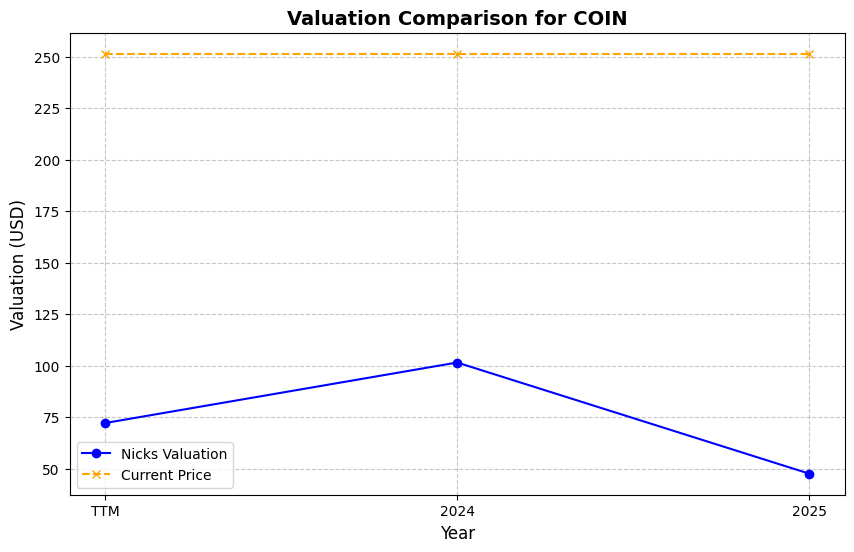 Valuation Comparison for COIN
Valuation (USD)
250
225
200
175
150
125
100
75
50
Nicks Valuation
Current Price
TTM
2024
2025
Year